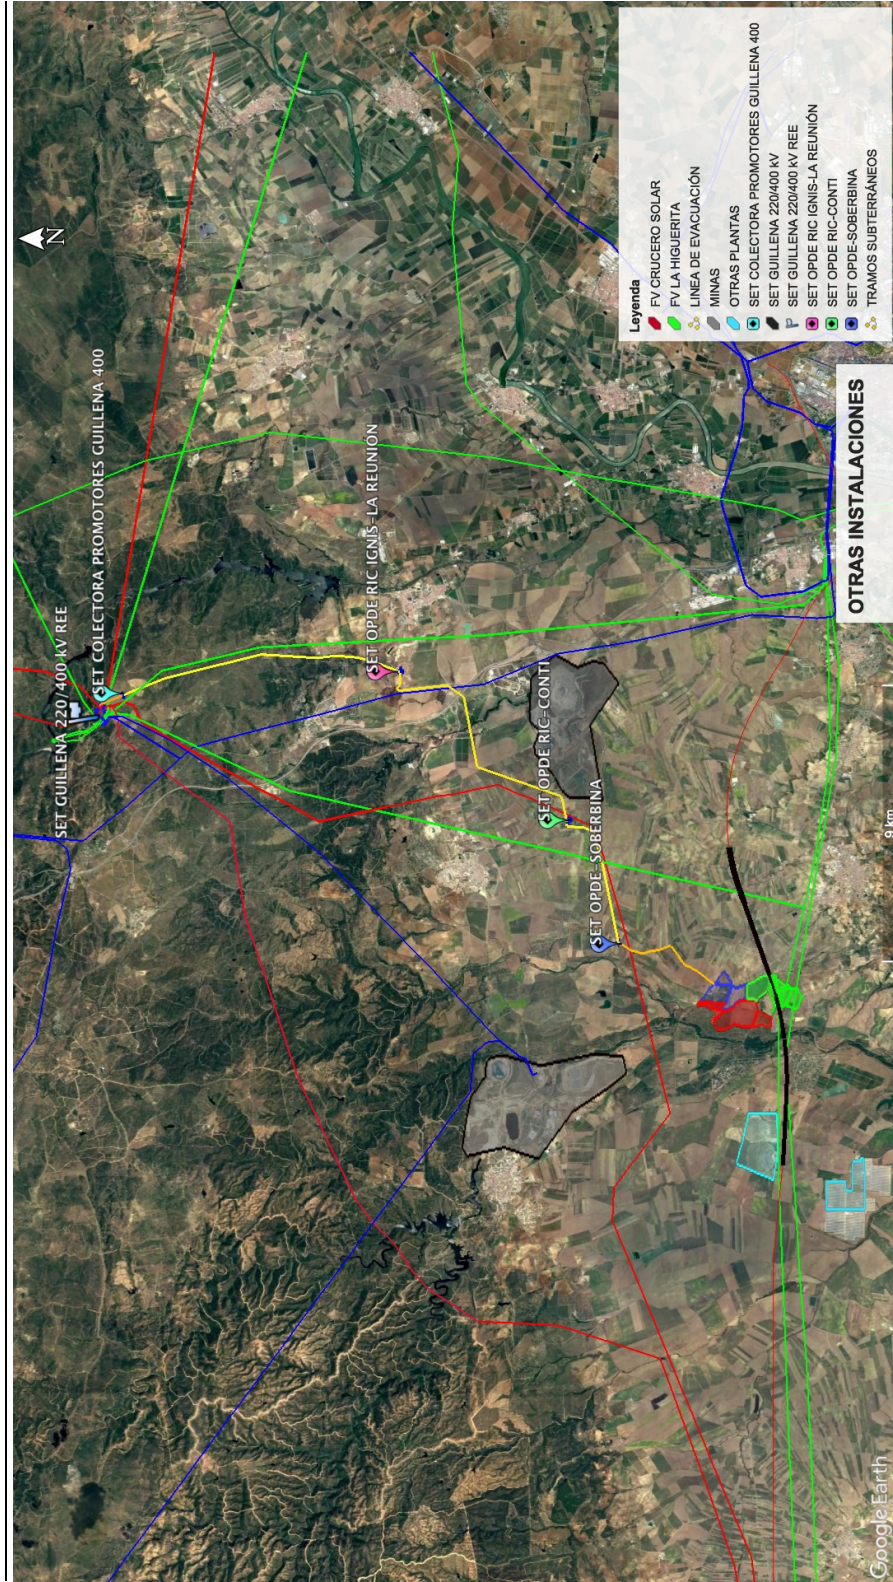 N
SET GUILLENA 220/400 KV REE
SET COLECTORA PROMOTORES GUILLENA 400
SET OPDE RIC IGNIS-LA REUNIÓN
SET OPDE RIC-CONTI
SET OPDE-SOBERBINA
Leyenda
FV CRUCERO SOLAR
FV LA HIGUERITA
LINEA DE EVACUACIÓN
MINAS
OTRAS PLANTAS
SET COLECTORA PROMOTORES GUILLENA 400
SET GUILLENA 220/400 kV
SET GUILLENA 220/400 kV REE
SET OPDE RIC IGNIS-LA REUNIÓN
SET OPDE RIC-CONTI
SET OPDE-SOBERBINA
TRAMOS SUBTERRÁNEOS
OTRAS INSTALACIONES
9 km
Google Earth